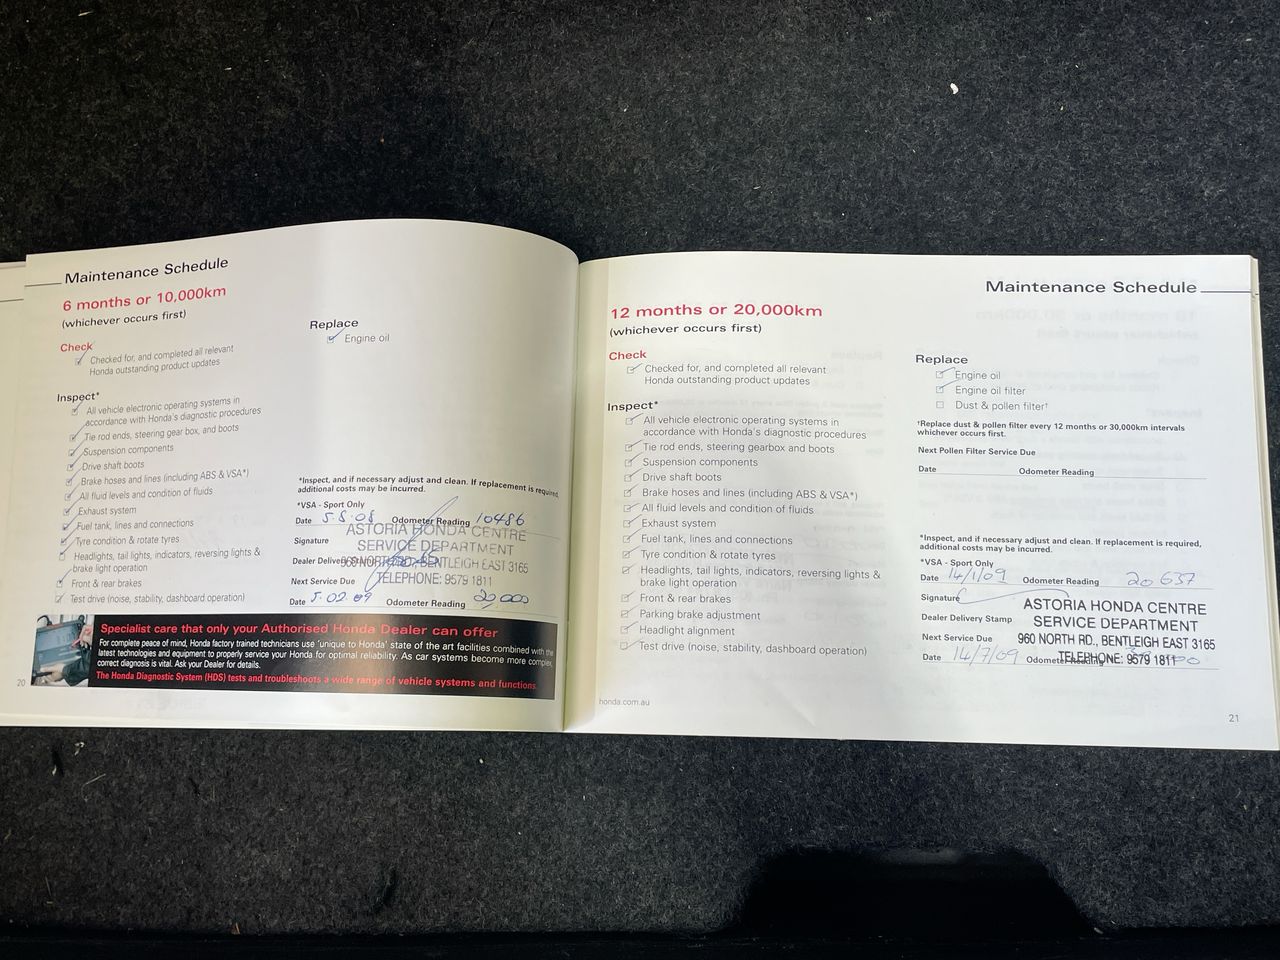 Maintenance Schedule
6 months or 10,000km
(whichever occurs first)
Check
Checked for, and completed all relevant
Honda outstanding product updates
Inspect*
All vehicle electronic operating systems in
accordance with Honda's diagnostic procedures
Tie rod ends, steering gear box, and boots
Suspension components
Drive shaft boots
Brake hoses and lines (including ABS & VSA*)
All fluid levels and condition of fluids
Exhaust system
Fuel tank, lines and connections
Tyre condition & rotate tyres
Headlights, tail lights, indicators, reversing lights &
brake light operation
Front & rear brakes
Test drive (noise, stability, dashboard operation)
Replace
Engine oil
*Inspect, and if necessary adjust and clean. If replacement is required,
additional costs may be incurred.
*VSA - Sport Only
Date 5.8.08 Odometer Reading 10486
ASTORIA HONDA CENTRE
Signature
SERVICE DEPARTMENT
960 NORTH RD., BENTLEIGH EAST 3165
Next Service Due TELEPHONE: 9579 1811
Date 5.02.09 Odometer Reading 20000
Specialist care that only your Authorised Honda Dealer can offer
For complete peace of mind, Honda factory trained technicians use 'unique to Honda' state of the art facilities combined with the
latest technologies and equipment to properly service your Honda for optimal reliability. As car systems become more complex,
correct diagnosis is vital. Ask your Dealer for details.
The Honda Diagnostic System (HDS) tests and troubleshoots a wide range of vehicle systems and functions.
20
Maintenance Schedule
12 months or 20,000km
(whichever occurs first)
Check
Checked for, and completed all relevant
Honda outstanding product updates
Inspect*
All vehicle electronic operating systems in
accordance with Honda's diagnostic procedures
Tie rod ends, steering gearbox and boots
Suspension components
Drive shaft boots
Brake hoses and lines (including ABS & VSA*)
All fluid levels and condition of fluids
Exhaust system
Fuel tank, lines and connections
Tyre condition & rotate tyres
Headlights, tail lights, indicators, reversing lights &
brake light operation
Front & rear brakes
Parking brake adjustment
Headlight alignment
Test drive (noise, stability, dashboard operation)
Replace
Engine oil
Engine oil filter
Dust & pollen filter†
†Replace dust & pollen filter every 12 months or 30,000km intervals
whichever occurs first.
Next Pollen Filter Service Due
Date Odometer Reading
*Inspect, and if necessary adjust and clean. If replacement is required,
additional costs may be incurred.
*VSA - Sport Only
Date 14/1/09 Odometer Reading 20637
Signature
ASTORIA HONDA CENTRE
Dealer Delivery Stamp SERVICE DEPARTMENT
Next Service Due 960 NORTH RD., BENTLEIGH EAST 3165
Date 14/7/09 TELEPHONE: 9579 1811
honda.com.au
21